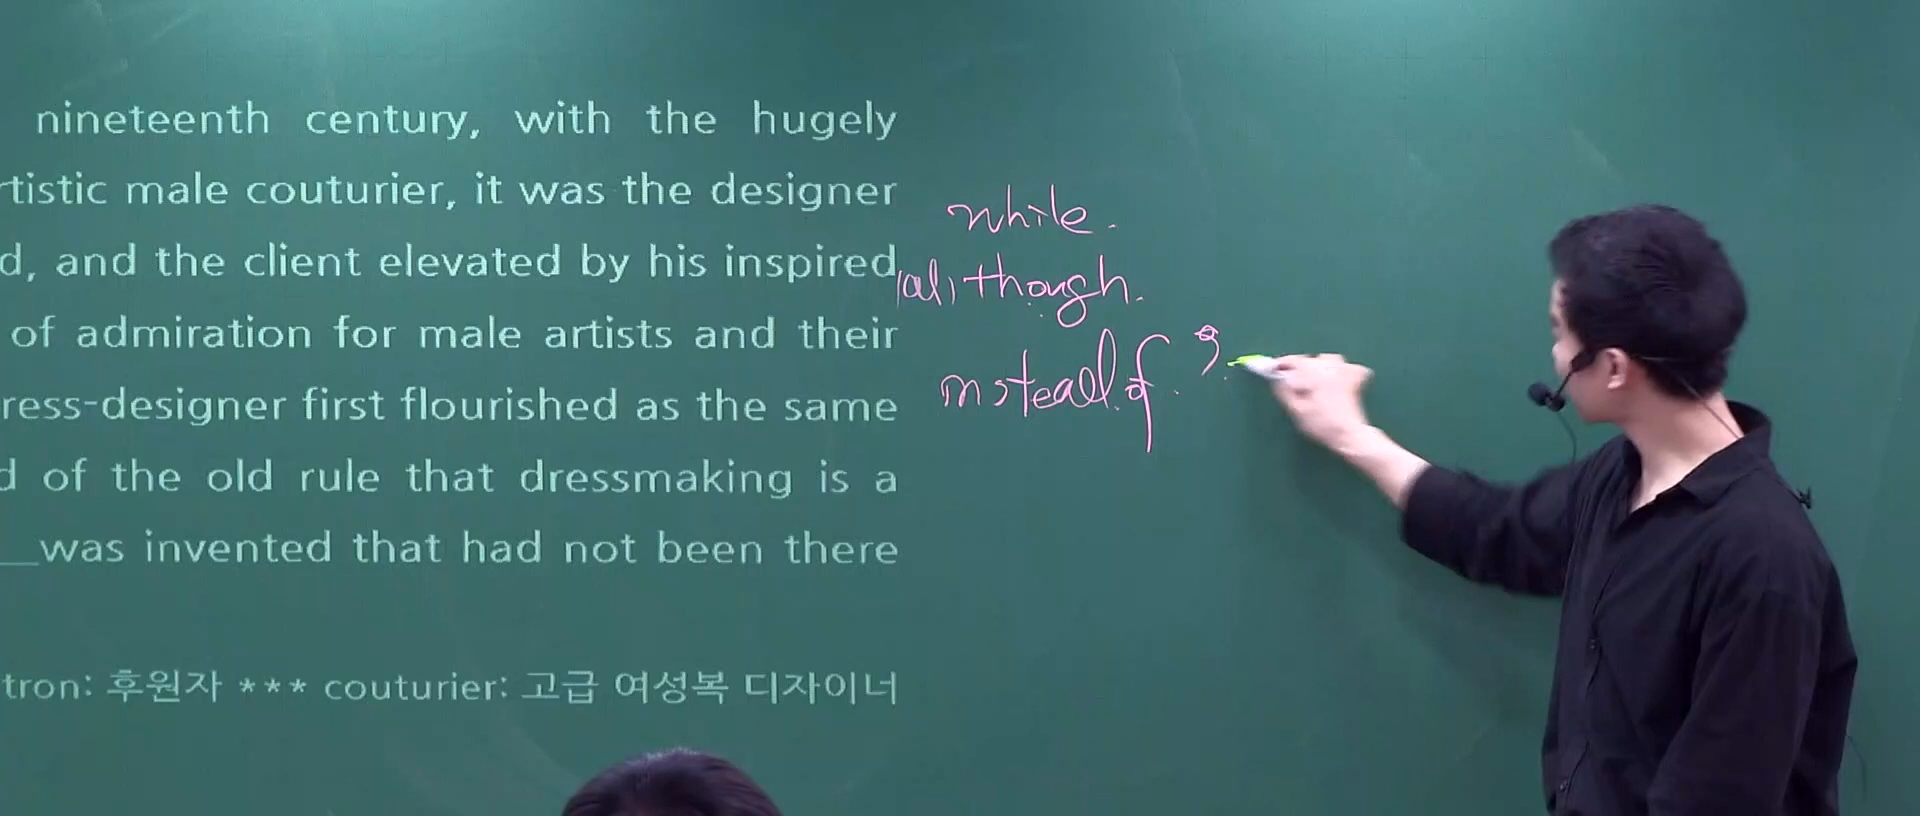 nineteenth century, with the hugely
rtistic male couturier, it was the designer
d, and the client elevated by his inspired
of admiration for male artists and their
ress-designer first flourished as the same
d of the old rule that dressmaking is a
was invented that had not been there
tron: 후원자 *** couturier: 고급 여성복 디자이너
while.
(al)though.
instead of.